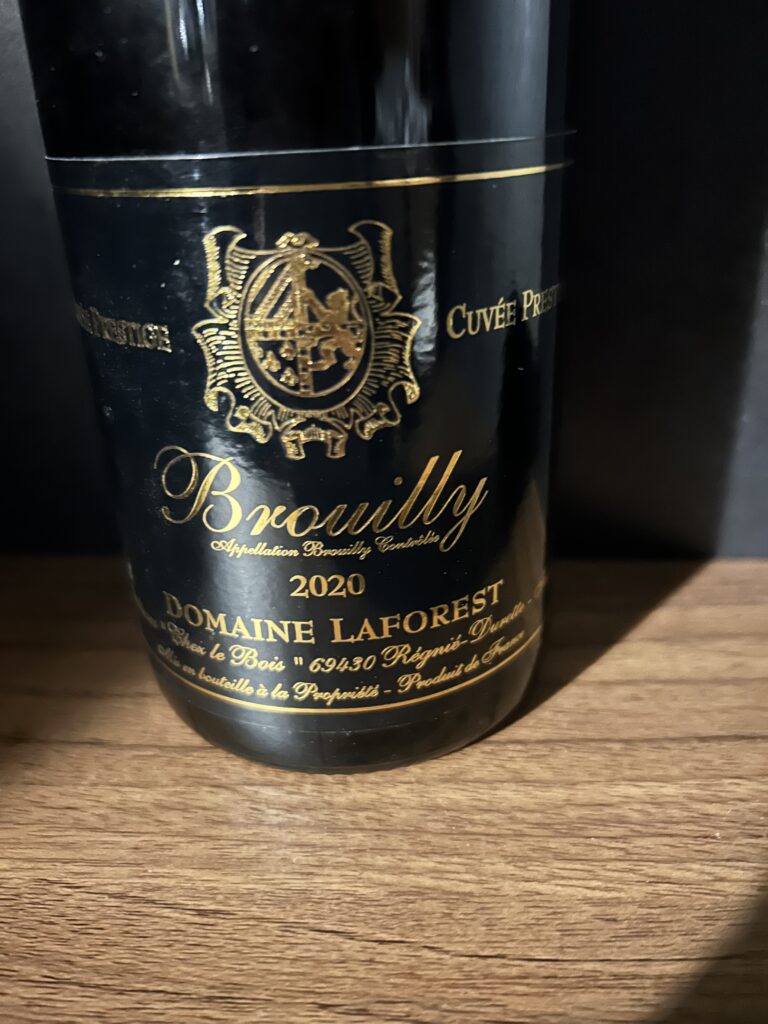 PRESTIGE
CUVÉE
Brouilly
Appellation Brouilly Contrôlée
2020
DOMAINE LAFOREST
" Chez le Bois " 69430 Régnié-Durette -
Mis en bouteille à la Propriété - Produit de France